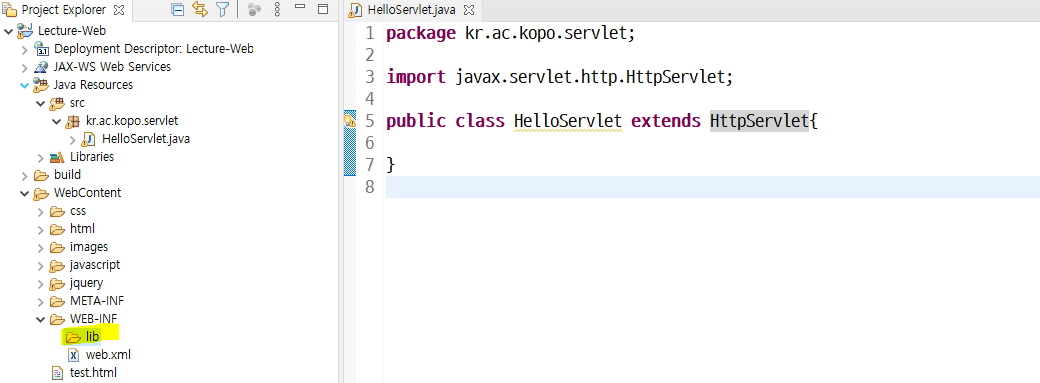 Project Explorer
Lecture-Web
Deployment Descriptor: Lecture-Web
JAX-WS Web Services
Java Resources
src
kr.ac.kopo.servlet
HelloServlet.java
Libraries
build
WebContent
css
html
images
javascript
jquery
META-INF
WEB-INF
lib
web.xml
test.html
HelloServlet.java
1 package kr.ac.kopo.servlet;
2
3 import javax.servlet.http.HttpServlet;
4
5 public class HelloServlet extends HttpServlet{
6
7 }
8